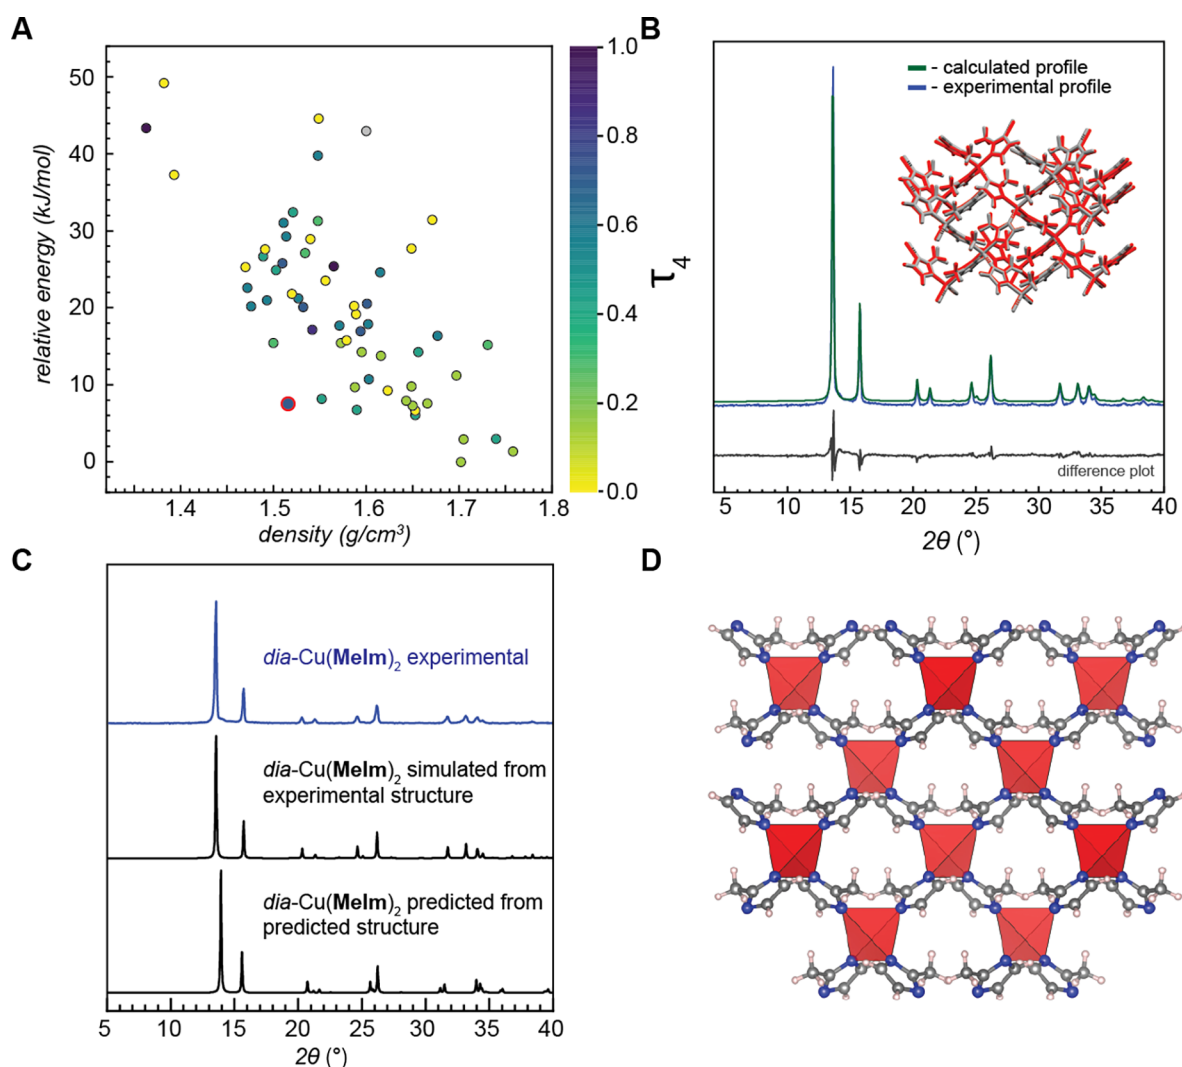 A
relative energy (kJ/mol)
50
40
30
20
10
0
1.4
1.5
1.6
1.7
1.8
density (g/cm³)
1.0
0.8
0.6
0.4
0.2
0.0
τ₄
B
- calculated profile
- experimental profile
difference plot
5
10
15
20
25
30
35
40
2θ (°)
C
dia-Cu(MeIm)₂ experimental
dia-Cu(MeIm)₂ simulated from
experimental structure
dia-Cu(MeIm)₂ predicted from
predicted structure
5
10
15
20
25
30
35
40
2θ (°)
D